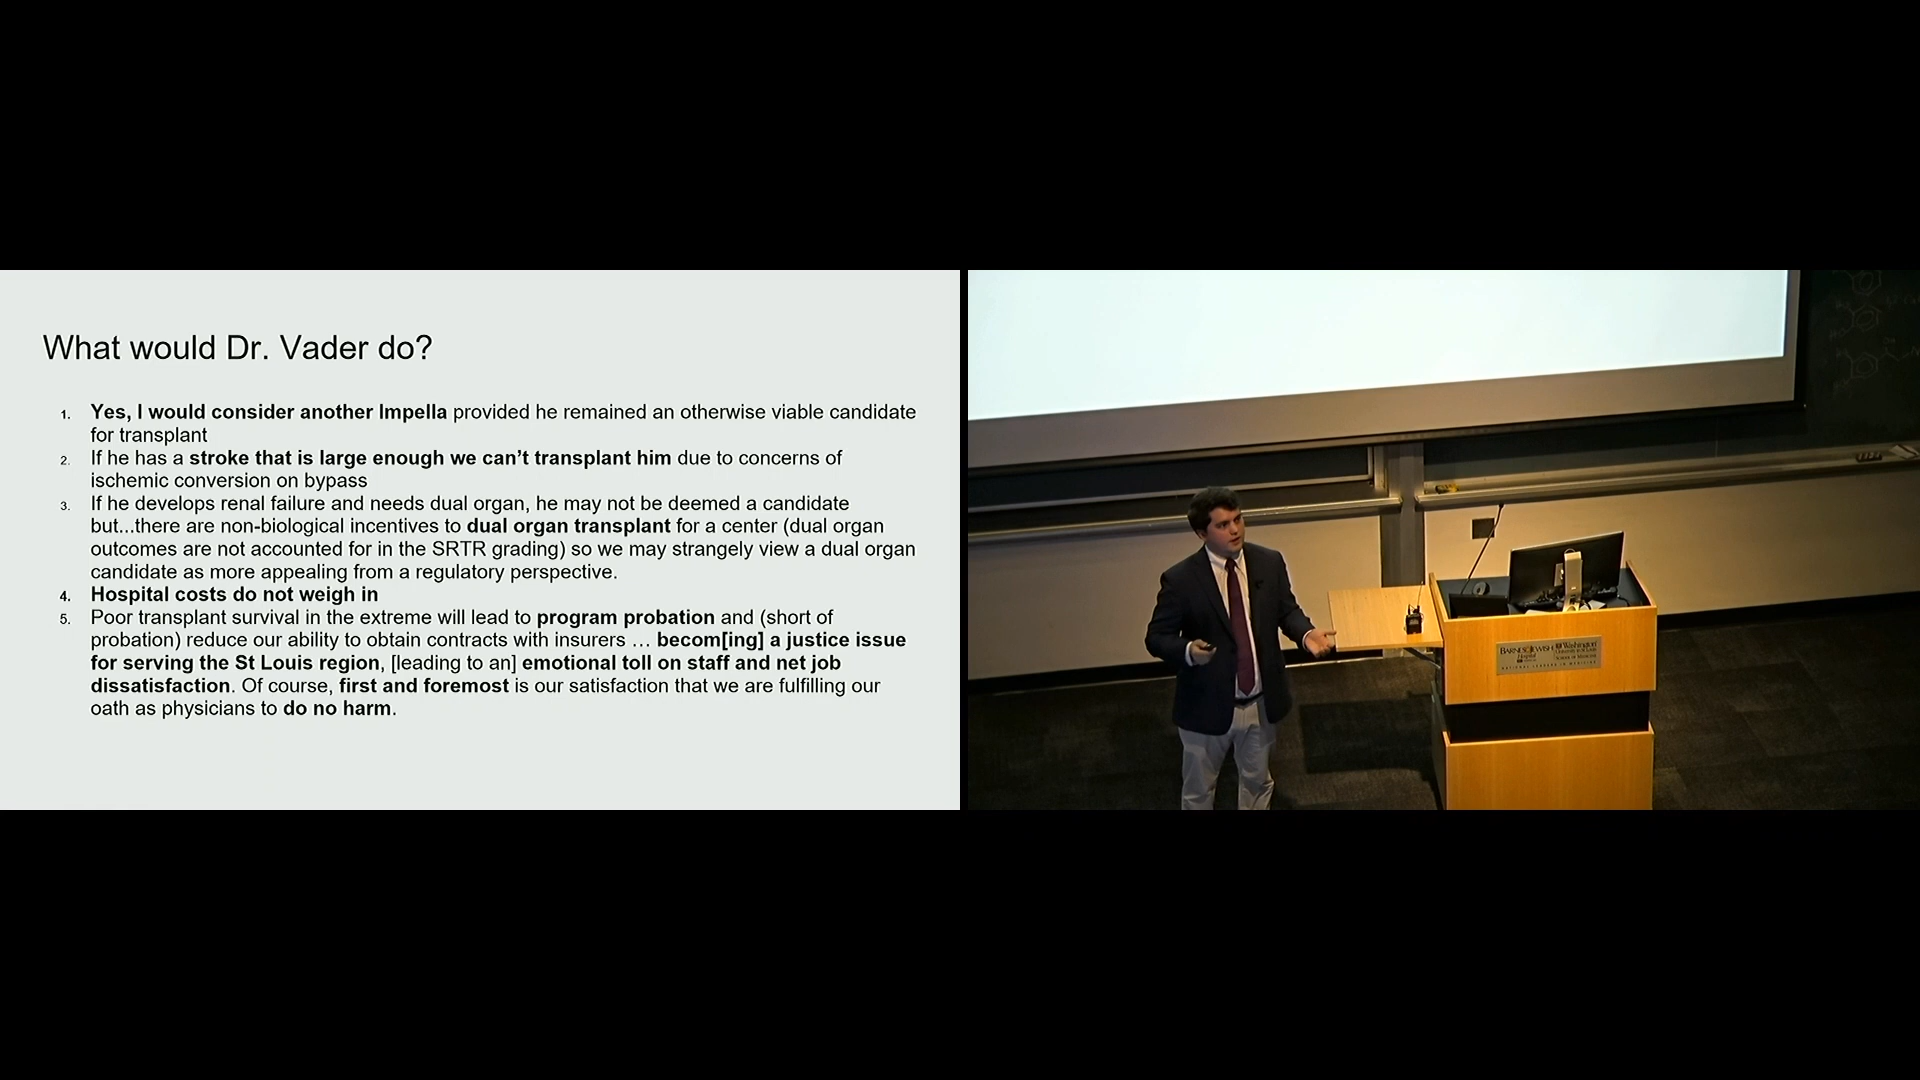 What would Dr. Vader do?
1. Yes, I would consider another Impella provided he remained an otherwise viable candidate
for transplant
2. If he has a stroke that is large enough we can’t transplant him due to concerns of
ischemic conversion on bypass
3. If he develops renal failure and needs dual organ, he may not be deemed a candidate
but...there are non-biological incentives to dual organ transplant for a center (dual organ
outcomes are not accounted for in the SRTR grading) so we may strangely view a dual organ
candidate as more appealing from a regulatory perspective.
4. Hospital costs do not weigh in
5. Poor transplant survival in the extreme will lead to program probation and (short of
probation) reduce our ability to obtain contracts with insurers … becom[ing] a justice issue
for serving the St Louis region, [leading to an] emotional toll on staff and net job
dissatisfaction. Of course, first and foremost is our satisfaction that we are fulfilling our
oath as physicians to do no harm.
BARNES JEWISH
Hospital
Washington